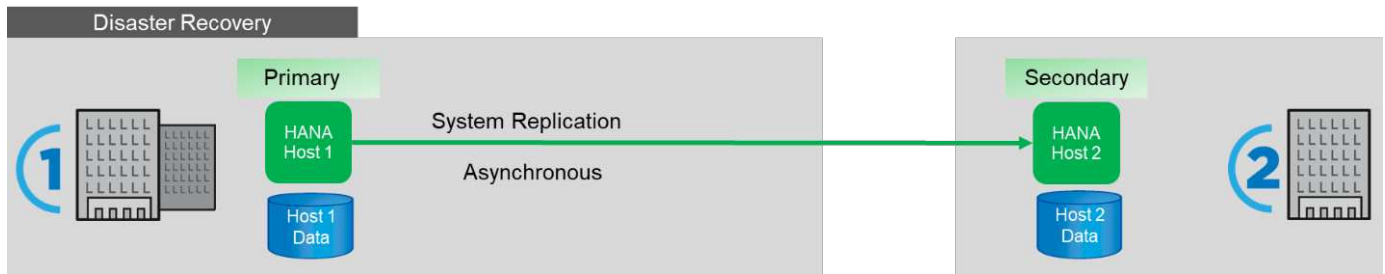 Disaster Recovery
Primary
Secondary
1
HANA
Host 1
System Replication
Asynchronous
HANA
Host 2
2
Host 1
Data
Host 2
Data